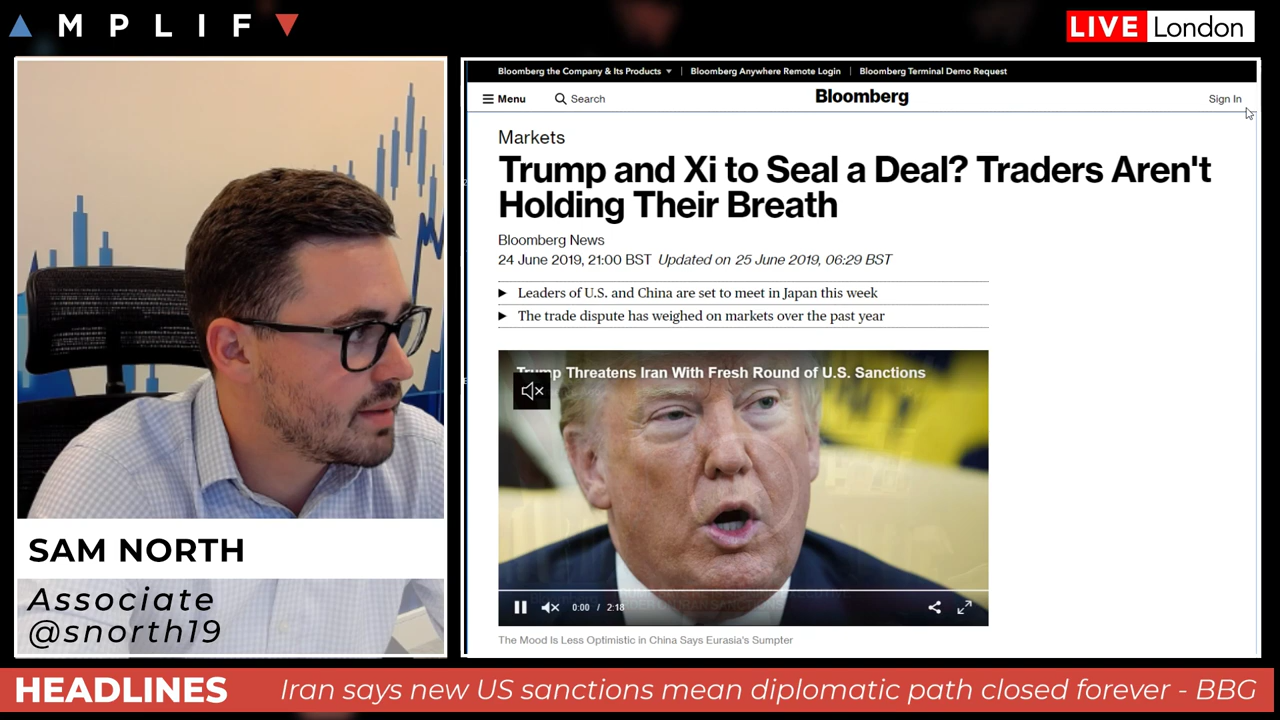 MPLIF
LIVE London
Bloomberg the Company & Its Products
Bloomberg Anywhere Remote Login
Bloomberg Terminal Demo Request
Menu
Search
Bloomberg
Sign In
Markets
Trump and Xi to Seal a Deal? Traders Aren't
Holding Their Breath
Bloomberg News
24 June 2019, 21:00 BST Updated on 25 June 2019, 06:29 BST
Leaders of U.S. and China are set to meet in Japan this week
The trade dispute has weighed on markets over the past year
Trump Threatens Iran With Fresh Round of U.S. Sanctions
0:00 / 2:18
The Mood Is Less Optimistic in China Says Eurasia's Sumpter
SAM NORTH
Associate
@snorth19
HEADLINES
Iran says new US sanctions mean diplomatic path closed forever - BBG